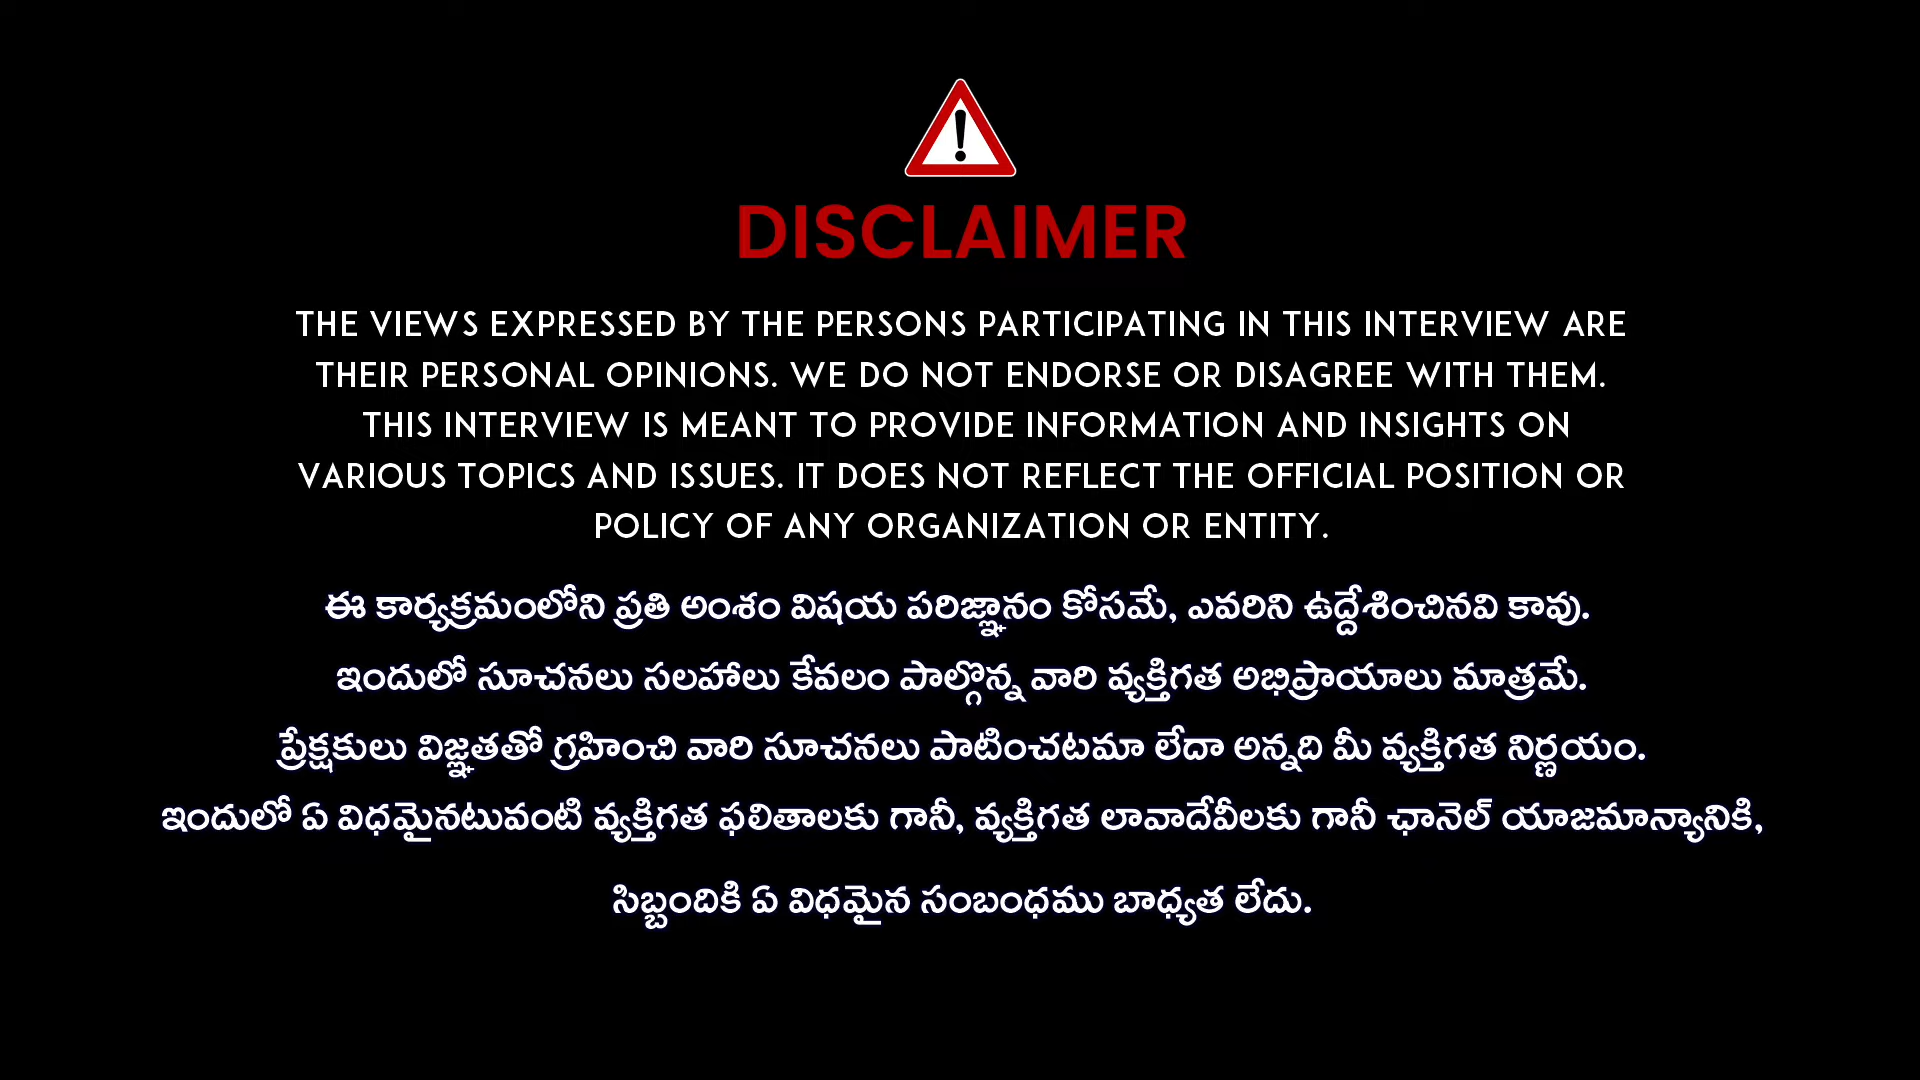 DISCLAIMER
THE VIEWS EXPRESSED BY THE PERSONS PARTICIPATING IN THIS INTERVIEW ARE
THEIR PERSONAL OPINIONS. WE DO NOT ENDORSE OR DISAGREE WITH THEM.
THIS INTERVIEW IS MEANT TO PROVIDE INFORMATION AND INSIGHTS ON
VARIOUS TOPICS AND ISSUES. IT DOES NOT REFLECT THE OFFICIAL POSITION OR
POLICY OF ANY ORGANIZATION OR ENTITY.
ఈ కార్యక్రమంలోని ప్రతి అంశం విషయ పరిజ్ఞానం కోసమే, ఎవరిని ఉద్దేశించినవి కావు.
ఇందులో సూచనలు సలహాలు కేవలం పాల్గొన్న వారి వ్యక్తిగత అభిప్రాయాలు మాత్రమే.
ప్రేక్షకులు విజ్ఞతతో గ్రహించి వారి సూచనలు పాటించటమా లేదా అన్నది మీ వ్యక్తిగత నిర్ణయం.
ఇందులో ఏ విధమైనటువంటి వ్యక్తిగత ఫలితాలకు గానీ, వ్యక్తిగత లావాదేవీలకు గానీ ఛానెల్ యాజమాన్యానికి,
సిబ్బందికి ఏ విధమైన సంబంధము బాధ్యత లేదు.